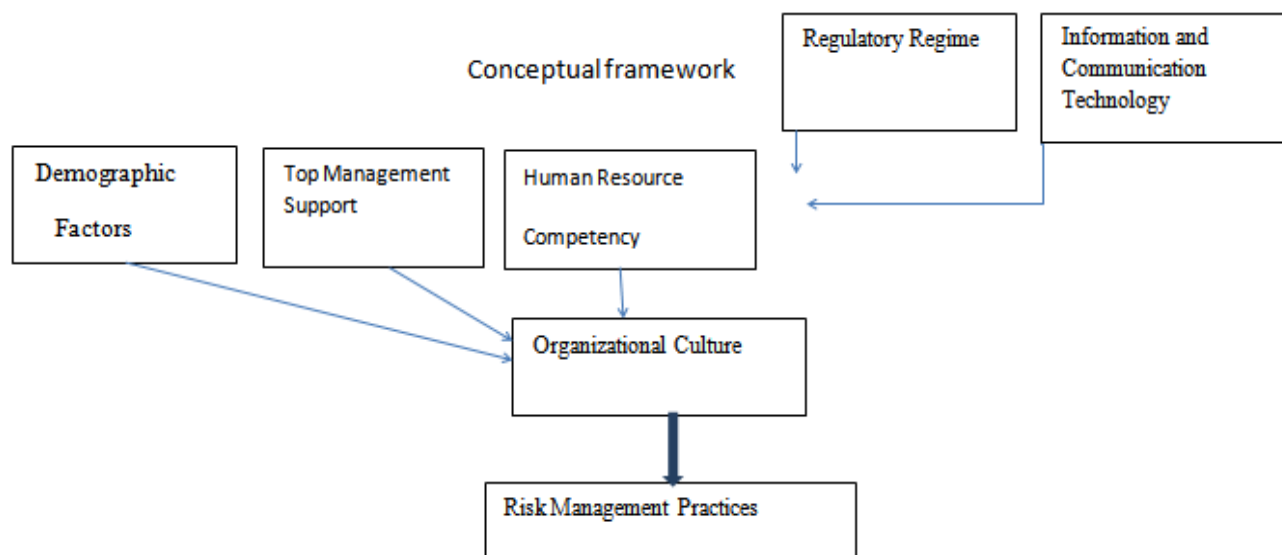 Regulatory Regime
Information and
Communication
Technology
Conceptual framework
Demographic
Factors
Top Management
Support
Human Resource
Competency
Organizational Culture
Risk Management Practices